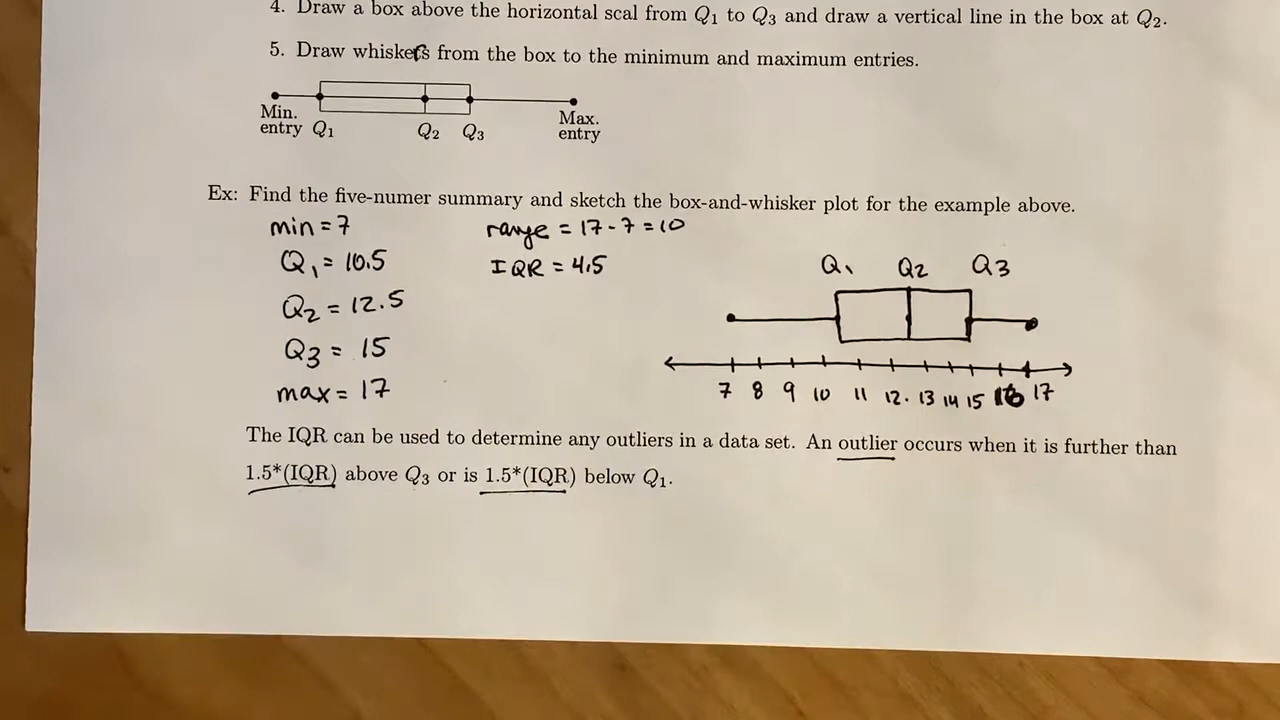 4. Draw a box above the horizontal scal from Q₁ to Q₃ and draw a vertical line in the box at Q₂.
5. Draw whiskers from the box to the minimum and maximum entries.
Min. entry Q₁ Q₂ Q₃ Max. entry
Ex: Find the five-numer summary and sketch the box-and-whisker plot for the example above.
min = 7
Q₁ = 10.5
Q₂ = 12.5
Q₃ = 15
max = 17
range = 17 - 7 = 10
IQR = 4.5
Q₁ Q₂ Q₃
7 8 9 10 11 12 . 13 14 15 16 17
The IQR can be used to determine any outliers in a data set. An outlier occurs when it is further than
1.5*(IQR) above Q₃ or is 1.5*(IQR) below Q₁.